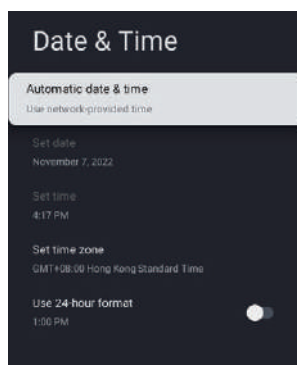 Date & Time
Automatic date & time
Use network-provided time
Set date
November 7, 2022
Set time
4:17 PM
Set time zone
GMT+08:00 Hong Kong Standard Time
Use 24-hour format
1:00 PM